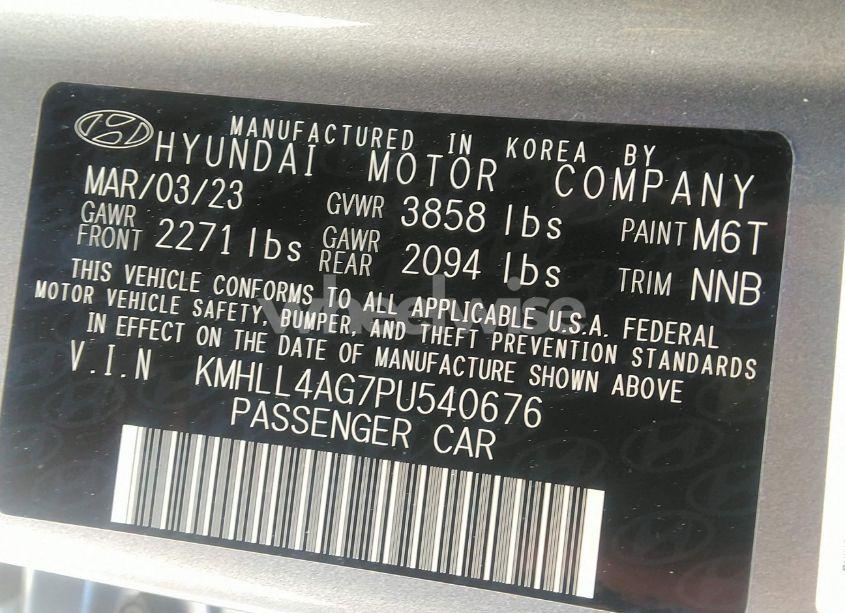 MANUFACTURED IN KOREA BY
HYUNDAI MOTOR COMPANY
MAR/03/23 GVWR 3858 lbs PAINT M6T
GAWR FRONT 2271 lbs GAWR REAR 2094 lbs TRIM NNB
THIS VEHICLE CONFORMS TO ALL APPLICABLE U.S.A. FEDERAL
MOTOR VEHICLE SAFETY, BUMPER, AND THEFT PREVENTION STANDARDS
IN EFFECT ON THE DATE OF MANUFACTURE SHOWN ABOVE
V.I.N KMHLL4AG7PU540676
PASSENGER CAR
wheelwise